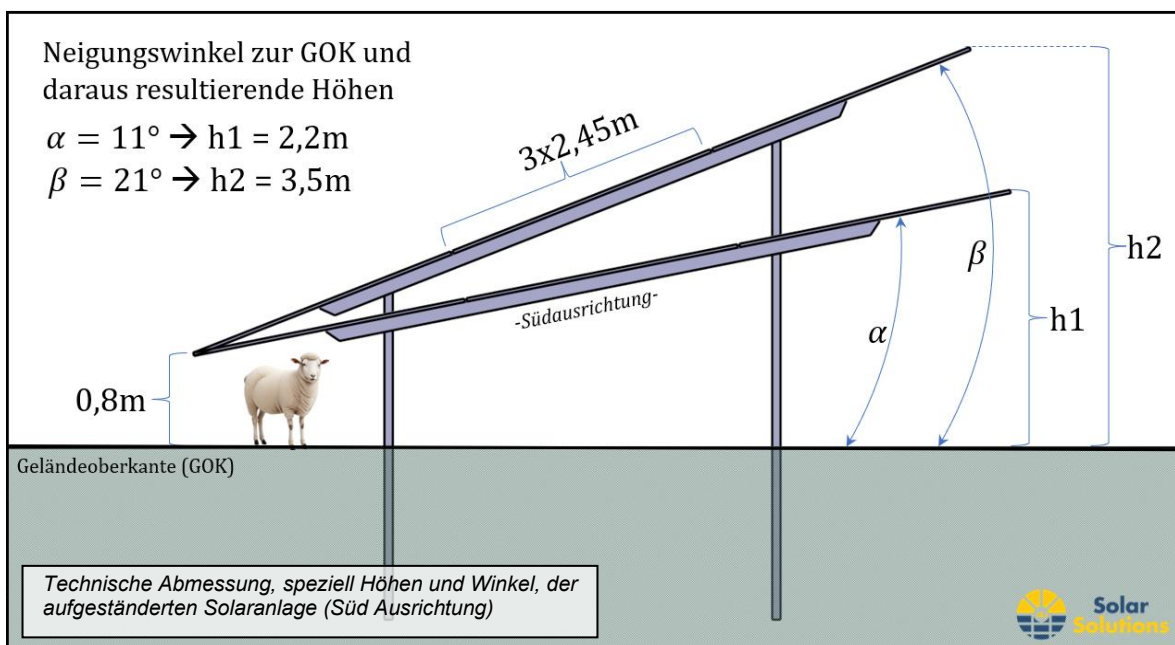 Neigungswinkel zur GOK und
daraus resultierende Höhen
α = 11° → h1 = 2,2m
β = 21° → h2 = 3,5m
3x2,45m
-Südausrichtung-
α
β
h1
h2
0,8m
Geländeoberkante (GOK)
Technische Abmessung, speziell Höhen und Winkel, der
aufgeständerten Solaranlage (Süd Ausrichtung)
Solar
Solutions